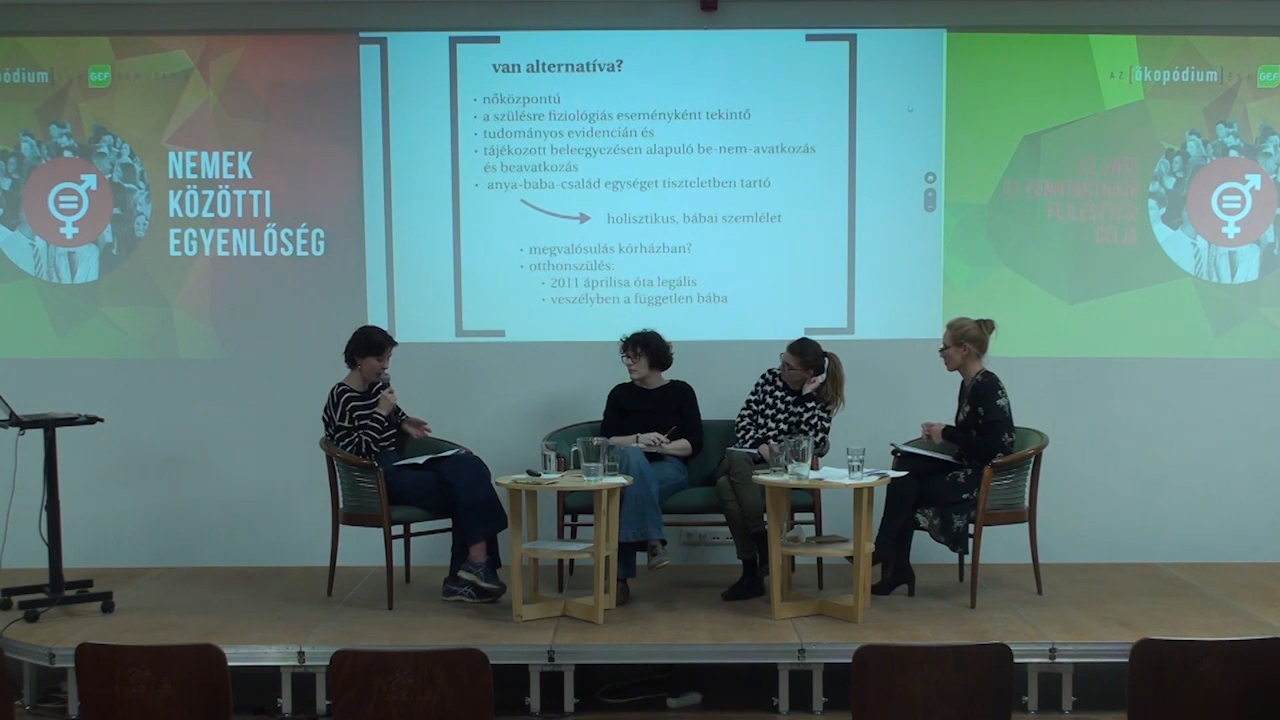 ópódium]
GEF
NEMEK
KÖZÖTTI
EGYENLŐSÉG
van alternatíva?
• nőközpontú
• a szülésre fiziológiás eseményként tekintő
• tudományos evidencián és
• tájékozott beleegyezésen alapuló be-nem-avatkozás
és beavatkozás
• anya-baba-család egységet tiszteletben tartó
holisztikus, bábai szemlélet
• megvalósulás kórházban?
• otthonszülés:
• 2011 áprilisa óta legális
• veszélyben a független bába
AZ [ökopódium] ÉS A GEF